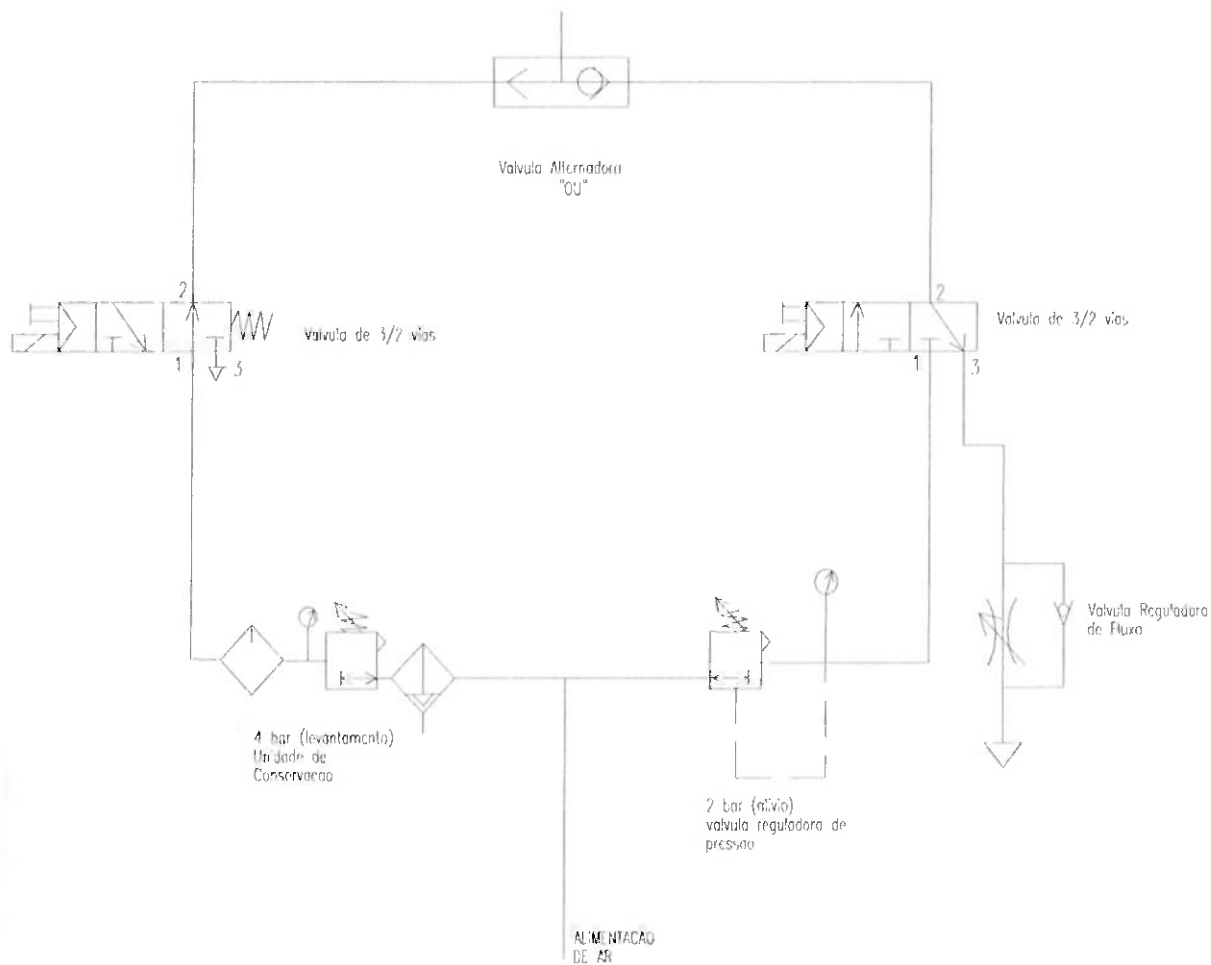 Valvula Alternadora
"OU"
2
Valvula de 3/2 vias
1
3
2
Valvula de 3/2 vias
1
3
Valvula Reguladora
de Fluxo
4 bar (levantamento)
Unidade de
Conservacao
2 bar (alivio)
valvula reguladora de
pressao
ALIMENTACAO
DE AR